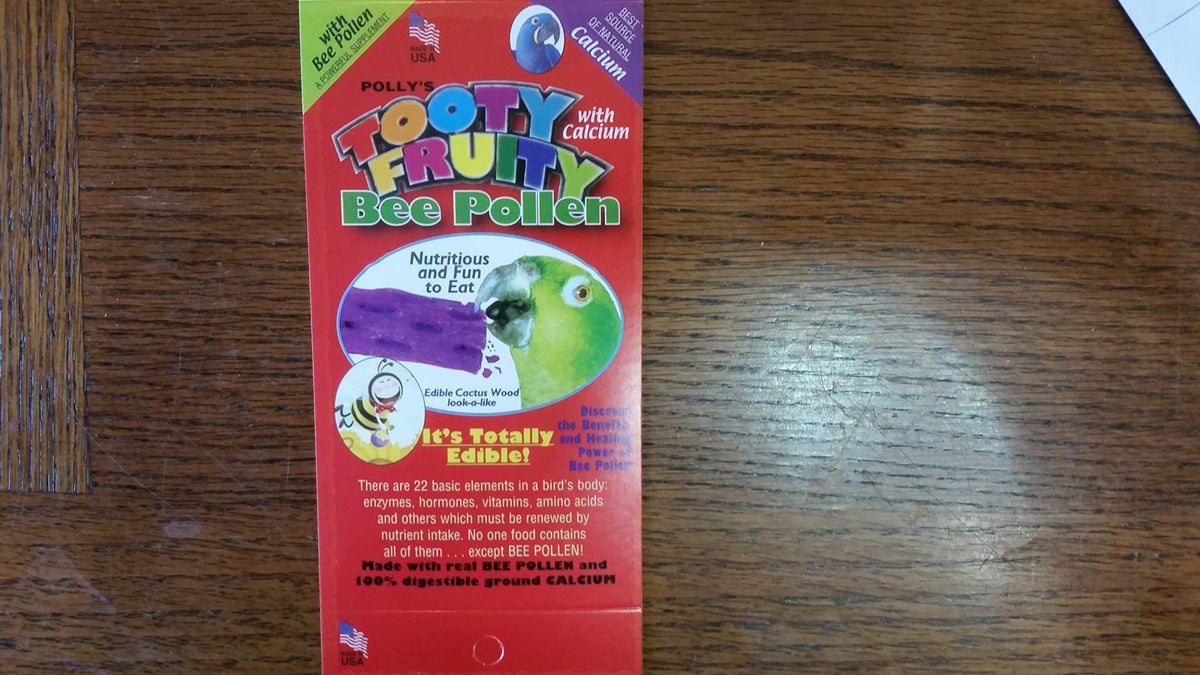 with
Bee Pollen
A POWERFUL SUPPLEMENT
MADE IN
USA
BEST
SOURCE
OF NATURAL
Calcium
POLLY'S
TOOTY
FRUITY
with
Calcium
Bee Pollen
Nutritious
and Fun
to Eat
Edible Cactus Wood
look-a-like
It's Totally
Edible!
Discover
the Benefits
and Healing
Power of
Bee Pollen
There are 22 basic elements in a bird's body:
enzymes, hormones, vitamins, amino acids
and others which must be renewed by
nutrient intake. No one food contains
all of them . . . except BEE POLLEN!
Made with real BEE POLLEN and
100% digestible ground CALCIUM
MADE IN
USA